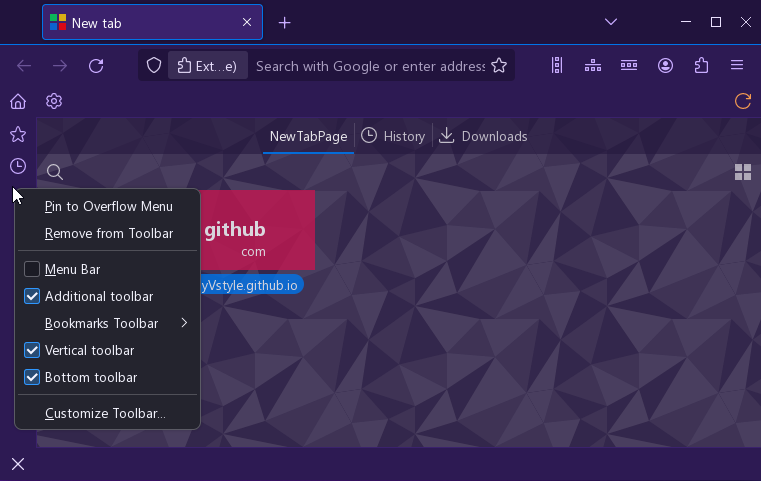 New tab
Ext...e)
Search with Google or enter address
NewTabPage
History
Downloads
github
com
yVstyle.github.io
Pin to Overflow Menu
Remove from Toolbar
Menu Bar
Additional toolbar
Bookmarks Toolbar
Vertical toolbar
Bottom toolbar
Customize Toolbar...